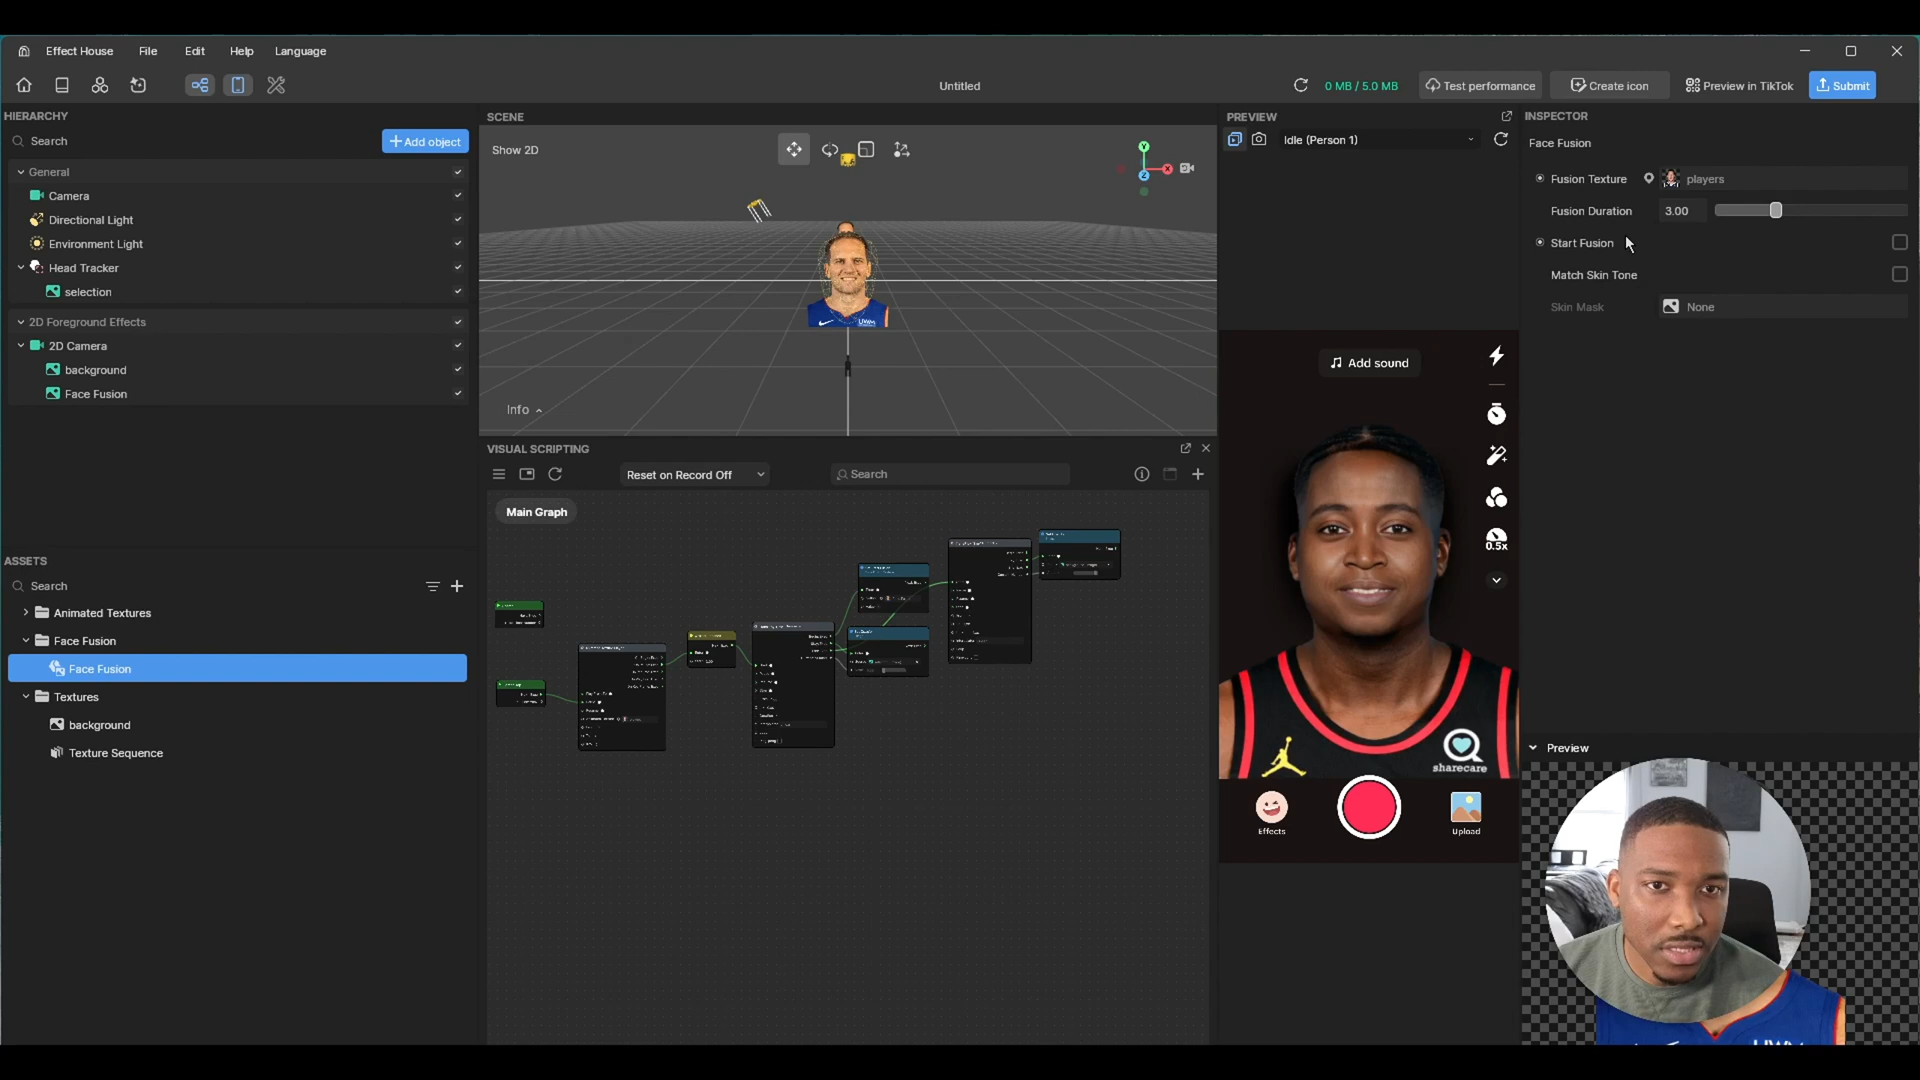 Effect House
File
Edit
Help
Language
Untitled
0 MB / 5.0 MB
Test performance
Create icon
Preview in TikTok
Submit
HIERARCHY
Search
Add object
General
Camera
Directional Light
Environment Light
Head Tracker
selection
2D Foreground Effects
2D Camera
background
Face Fusion
ASSETS
Search
Animated Textures
Face Fusion
Face Fusion
Textures
background
Texture Sequence
SCENE
Show 2D
Y
X
Z
UWM
Info
VISUAL SCRIPTING
Reset on Record Off
Search
Main Graph
PREVIEW
Idle (Person 1)
Add sound
0.5x
sharecare
Effects
Upload
INSPECTOR
Face Fusion
Fusion Texture
players
Fusion Duration
3.00
Start Fusion
Match Skin Tone
Skin Mask
None
Preview
UWM